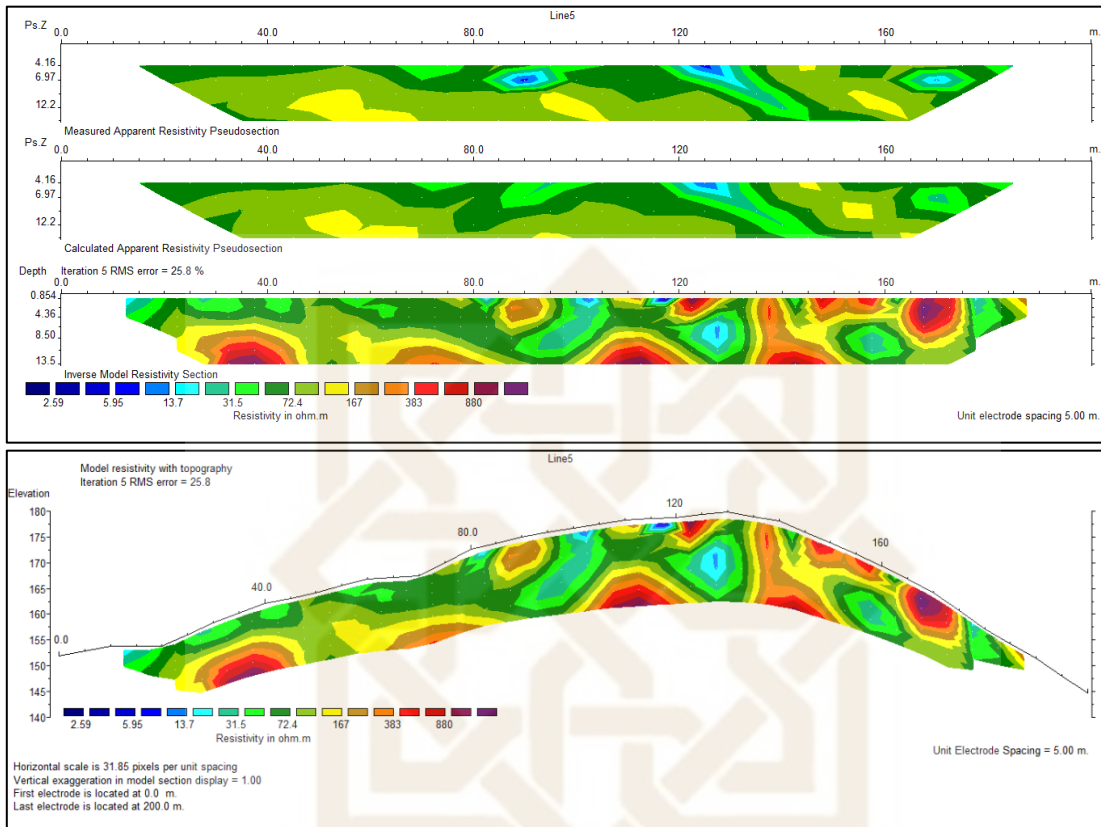 Line5
Ps.Z 0.0 40.0 80.0 120 160 m.
4.16
6.97
12.2
Measured Apparent Resistivity Pseudosection
Ps.Z 0.0 40.0 80.0 120 160 m.
4.16
6.97
12.2
Calculated Apparent Resistivity Pseudosection
Depth Iteration 5 RMS error = 25.8 %
0.0 40.0 80.0 120 160 m.
0.854
4.36
8.50
13.5
Inverse Model Resistivity Section
2.59 5.95 13.7 31.5 72.4 167 383 880
Resistivity in ohm.m
Unit electrode spacing 5.00 m.
Line5
Model resistivity with topography
Iteration 5 RMS error = 25.8
Elevation
180
175
170
165
160
155
150
145
140
0.0 40.0 80.0 120 160
2.59 5.95 13.7 31.5 72.4 167 383 880
Resistivity in ohm.m
Unit Electrode Spacing = 5.00 m.
Horizontal scale is 31.85 pixels per unit spacing
Vertical exaggeration in model section display = 1.00
First electrode is located at 0.0 m.
Last electrode is located at 200.0 m.